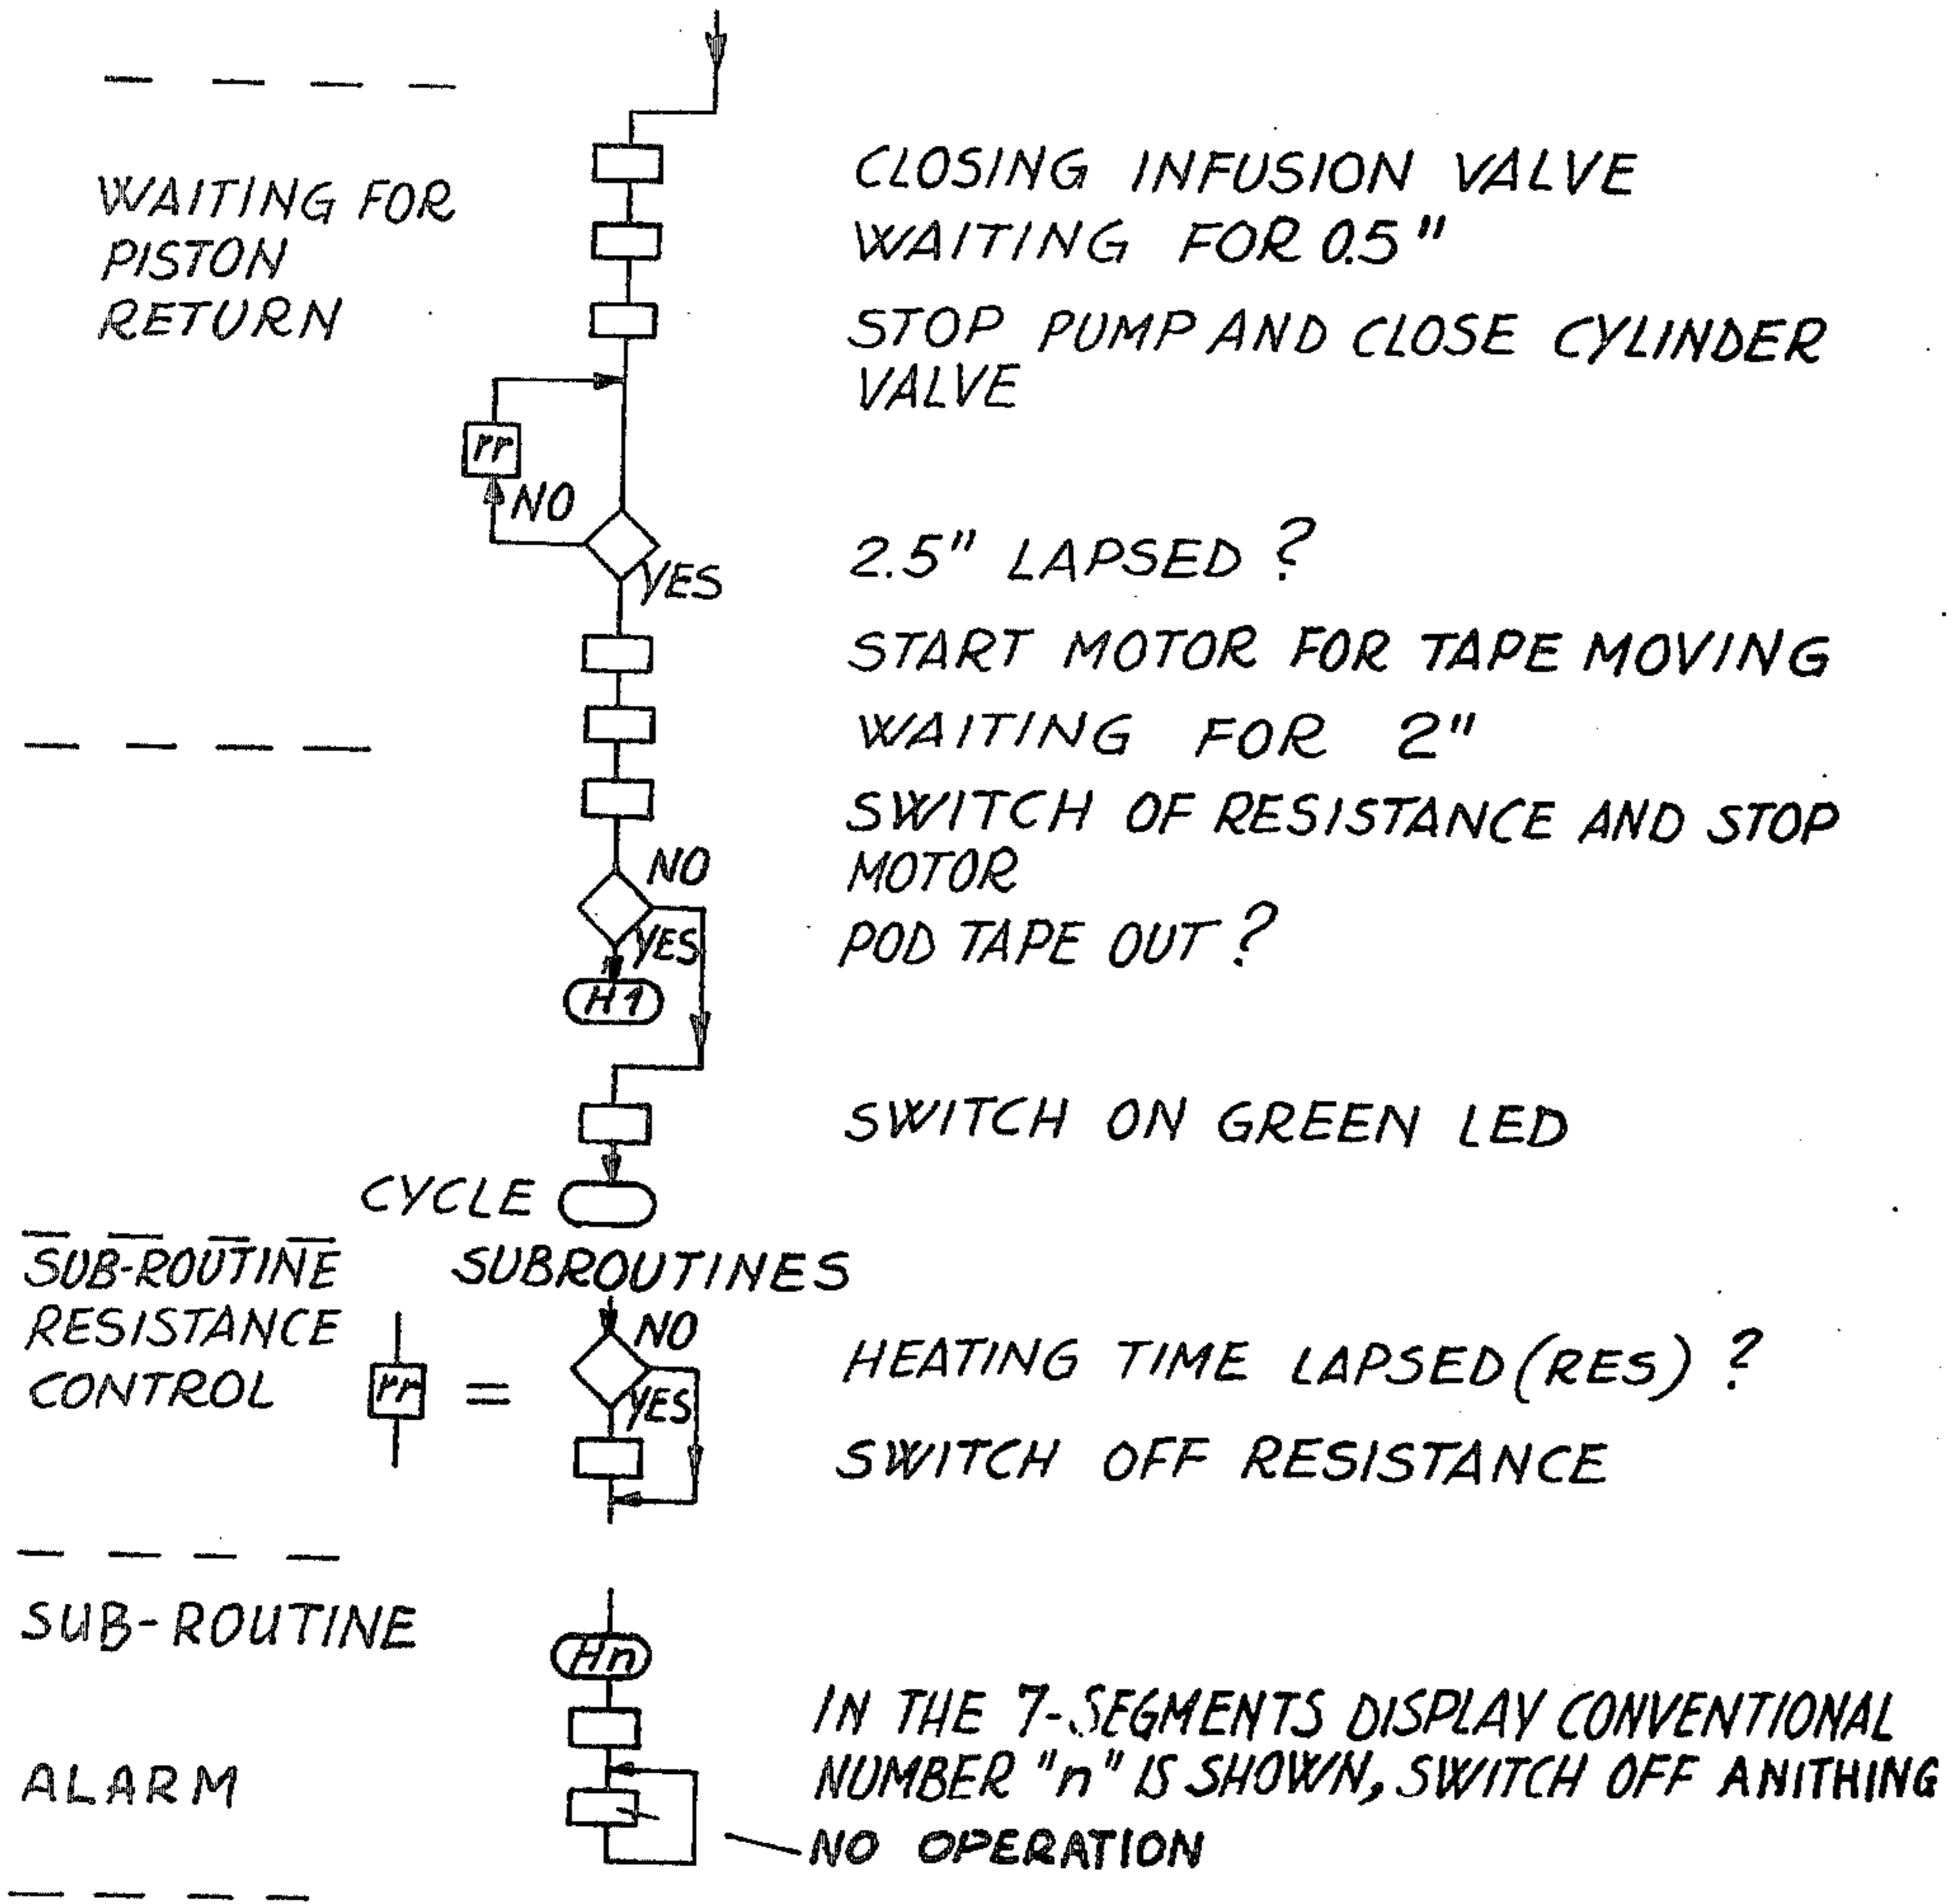 WAITING FOR
PISTON
RETURN
CLOSING INFUSION VALVE
WAITING FOR 0.5"
STOP PUMP AND CLOSE CYLINDER
VALVE
rr
NO
YES
2.5" LAPSED ?
START MOTOR FOR TAPE MOVING
WAITING FOR 2"
SWITCH OF RESISTANCE AND STOP
MOTOR
NO
YES
POD TAPE OUT ?
H1
SWITCH ON GREEN LED
CYCLE
SUB-ROUTINE
RESISTANCE
CONTROL
SUBROUTINES
rr =
NO
YES
HEATING TIME LAPSED (RES) ?
SWITCH OFF RESISTANCE
SUB-ROUTINE
ALARM
Hn
IN THE 7-SEGMENTS DISPLAY CONVENTIONAL
NUMBER "n" IS SHOWN, SWITCH OFF ANITHING
NO OPERATION